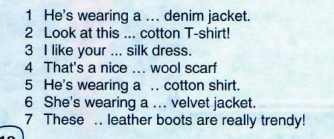 1 He's wearing a ... denim jacket.
2 Look at this ... cotton T-shirt!
3 I like your ... silk dress.
4 That's a nice ... wool scarf
5 He's wearing a .. cotton shirt.
6 She's wearing a ... velvet jacket.
7 These .. leather boots are really trendy!